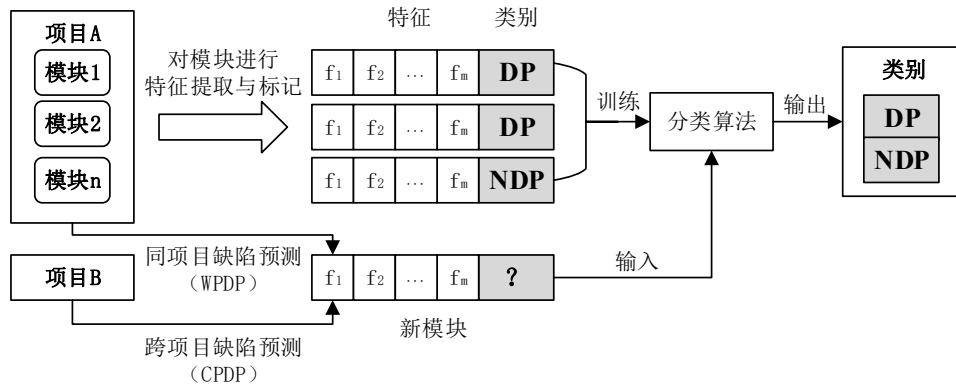 项目A
模块1
模块2
模块n
对模块进行
特征提取与标记
特征 类别
f1 f2 … fm DP
f1 f2 … fm DP
f1 f2 … fm NDP
训练
分类算法
输出
类别
DP
NDP
项目B
同项目缺陷预测
（WPDP）
f1 f2 … fm ?
输入
新模块
跨项目缺陷预测
（CPDP）